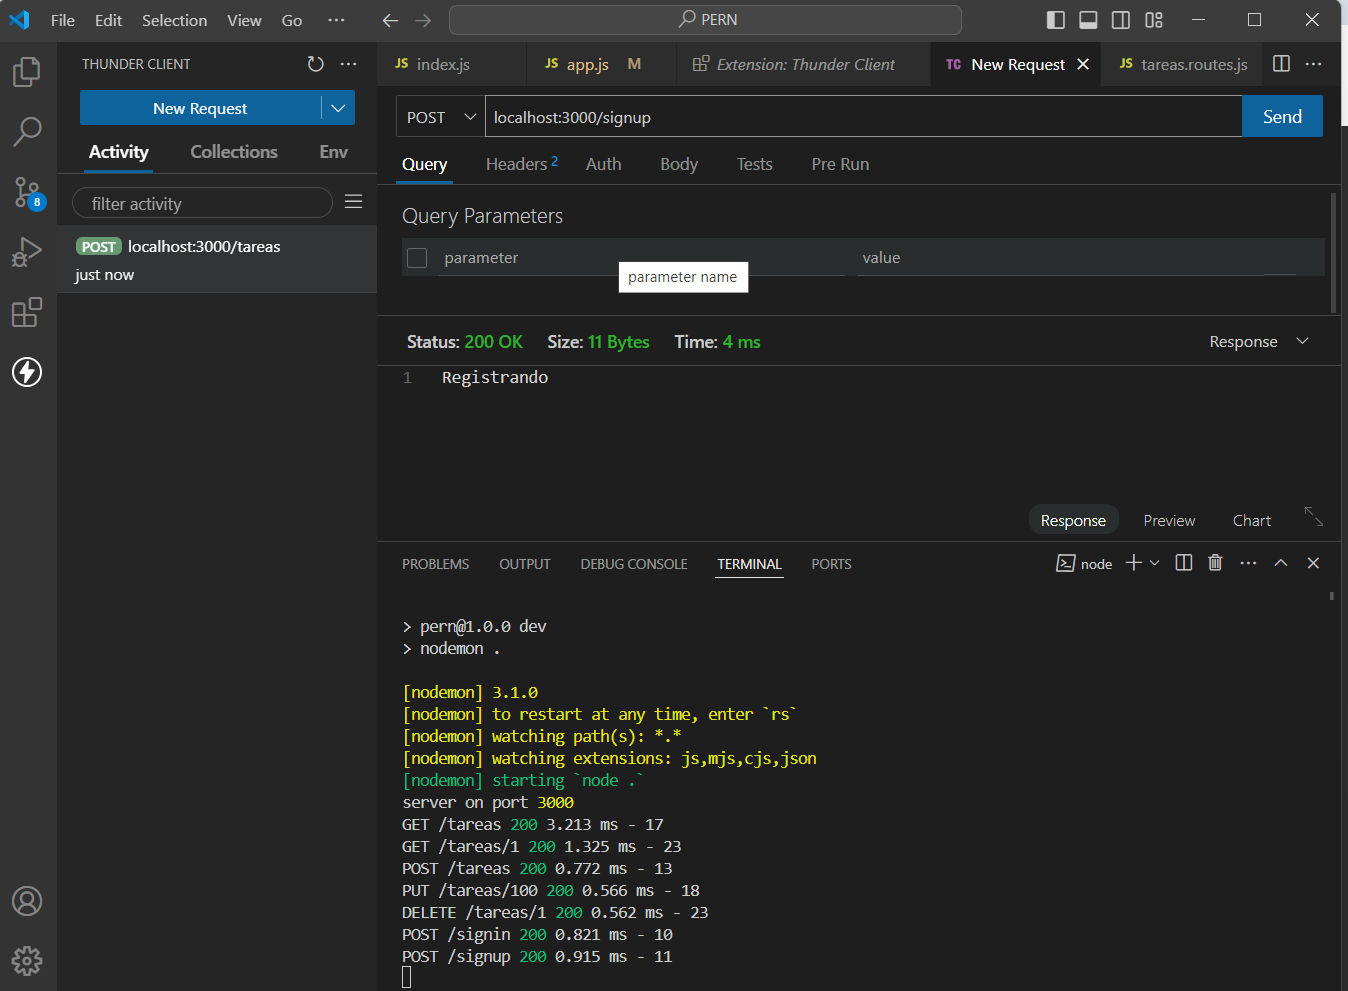 File Edit Selection View Go ··· PERN
THUNDER CLIENT
New Request
Activity Collections Env
filter activity
POST localhost:3000/tareas
just now
8
JS index.js JS app.js M Extension: Thunder Client TC New Request JS tareas.routes.js
POST localhost:3000/signup Send
Query Headers 2 Auth Body Tests Pre Run
Query Parameters
parameter value
parameter name
Status: 200 OK Size: 11 Bytes Time: 4 ms Response
1 Registrando
Response Preview Chart
PROBLEMS OUTPUT DEBUG CONSOLE TERMINAL PORTS node
> pern@1.0.0 dev
> nodemon .
[nodemon] 3.1.0
[nodemon] to restart at any time, enter `rs`
[nodemon] watching path(s): *.*
[nodemon] watching extensions: js,mjs,cjs,json
[nodemon] starting `node .`
server on port 3000
GET /tareas 200 3.213 ms - 17
GET /tareas/1 200 1.325 ms - 23
POST /tareas 200 0.772 ms - 13
PUT /tareas/100 200 0.566 ms - 18
DELETE /tareas/1 200 0.562 ms - 23
POST /signin 200 0.821 ms - 10
POST /signup 200 0.915 ms - 11